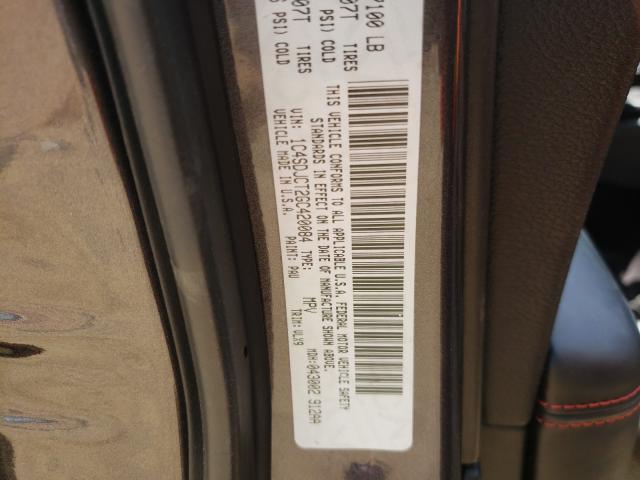 7100 LB
07T TIRES PSI) COLD
07T TIRES PSI) COLD
THIS VEHICLE CONFORMS TO ALL APPLICABLE U.S.A. FEDERAL MOTOR VEHICLE SAFETY
STANDARDS IN EFFECT ON THE DATE OF MANUFACTURE SHOWN ABOVE.
VIN: 1C4SDJCT2GC420084 TYPE: MPV MDH:043002 912AA
VEHICLE MADE IN U.S.A. PAINT: PAU TRIM: VLX9